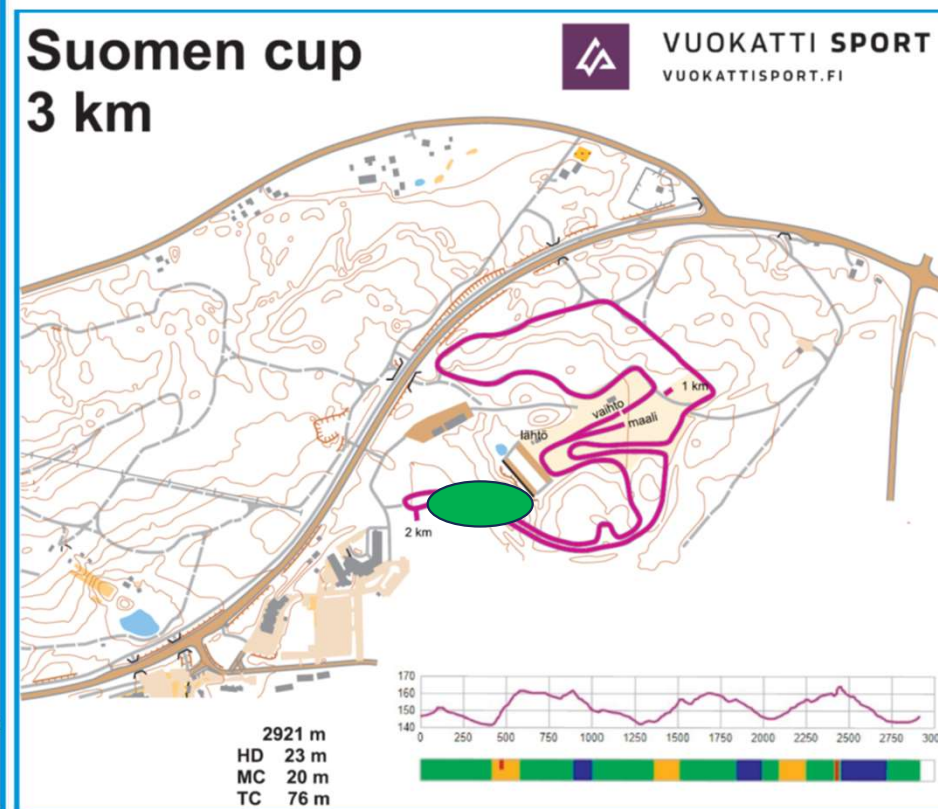 Suomen cup
3 km
VUOKATTI SPORT
VUOKATTISPORT.FI
1 km
vaihto
maali
lähtö
2 km
170
160
150
140
0 250 500 750 1000 1250 1500 1750 2000 2250 2500 2750 300
2921 m
HD 23 m
MC 20 m
TC 76 m